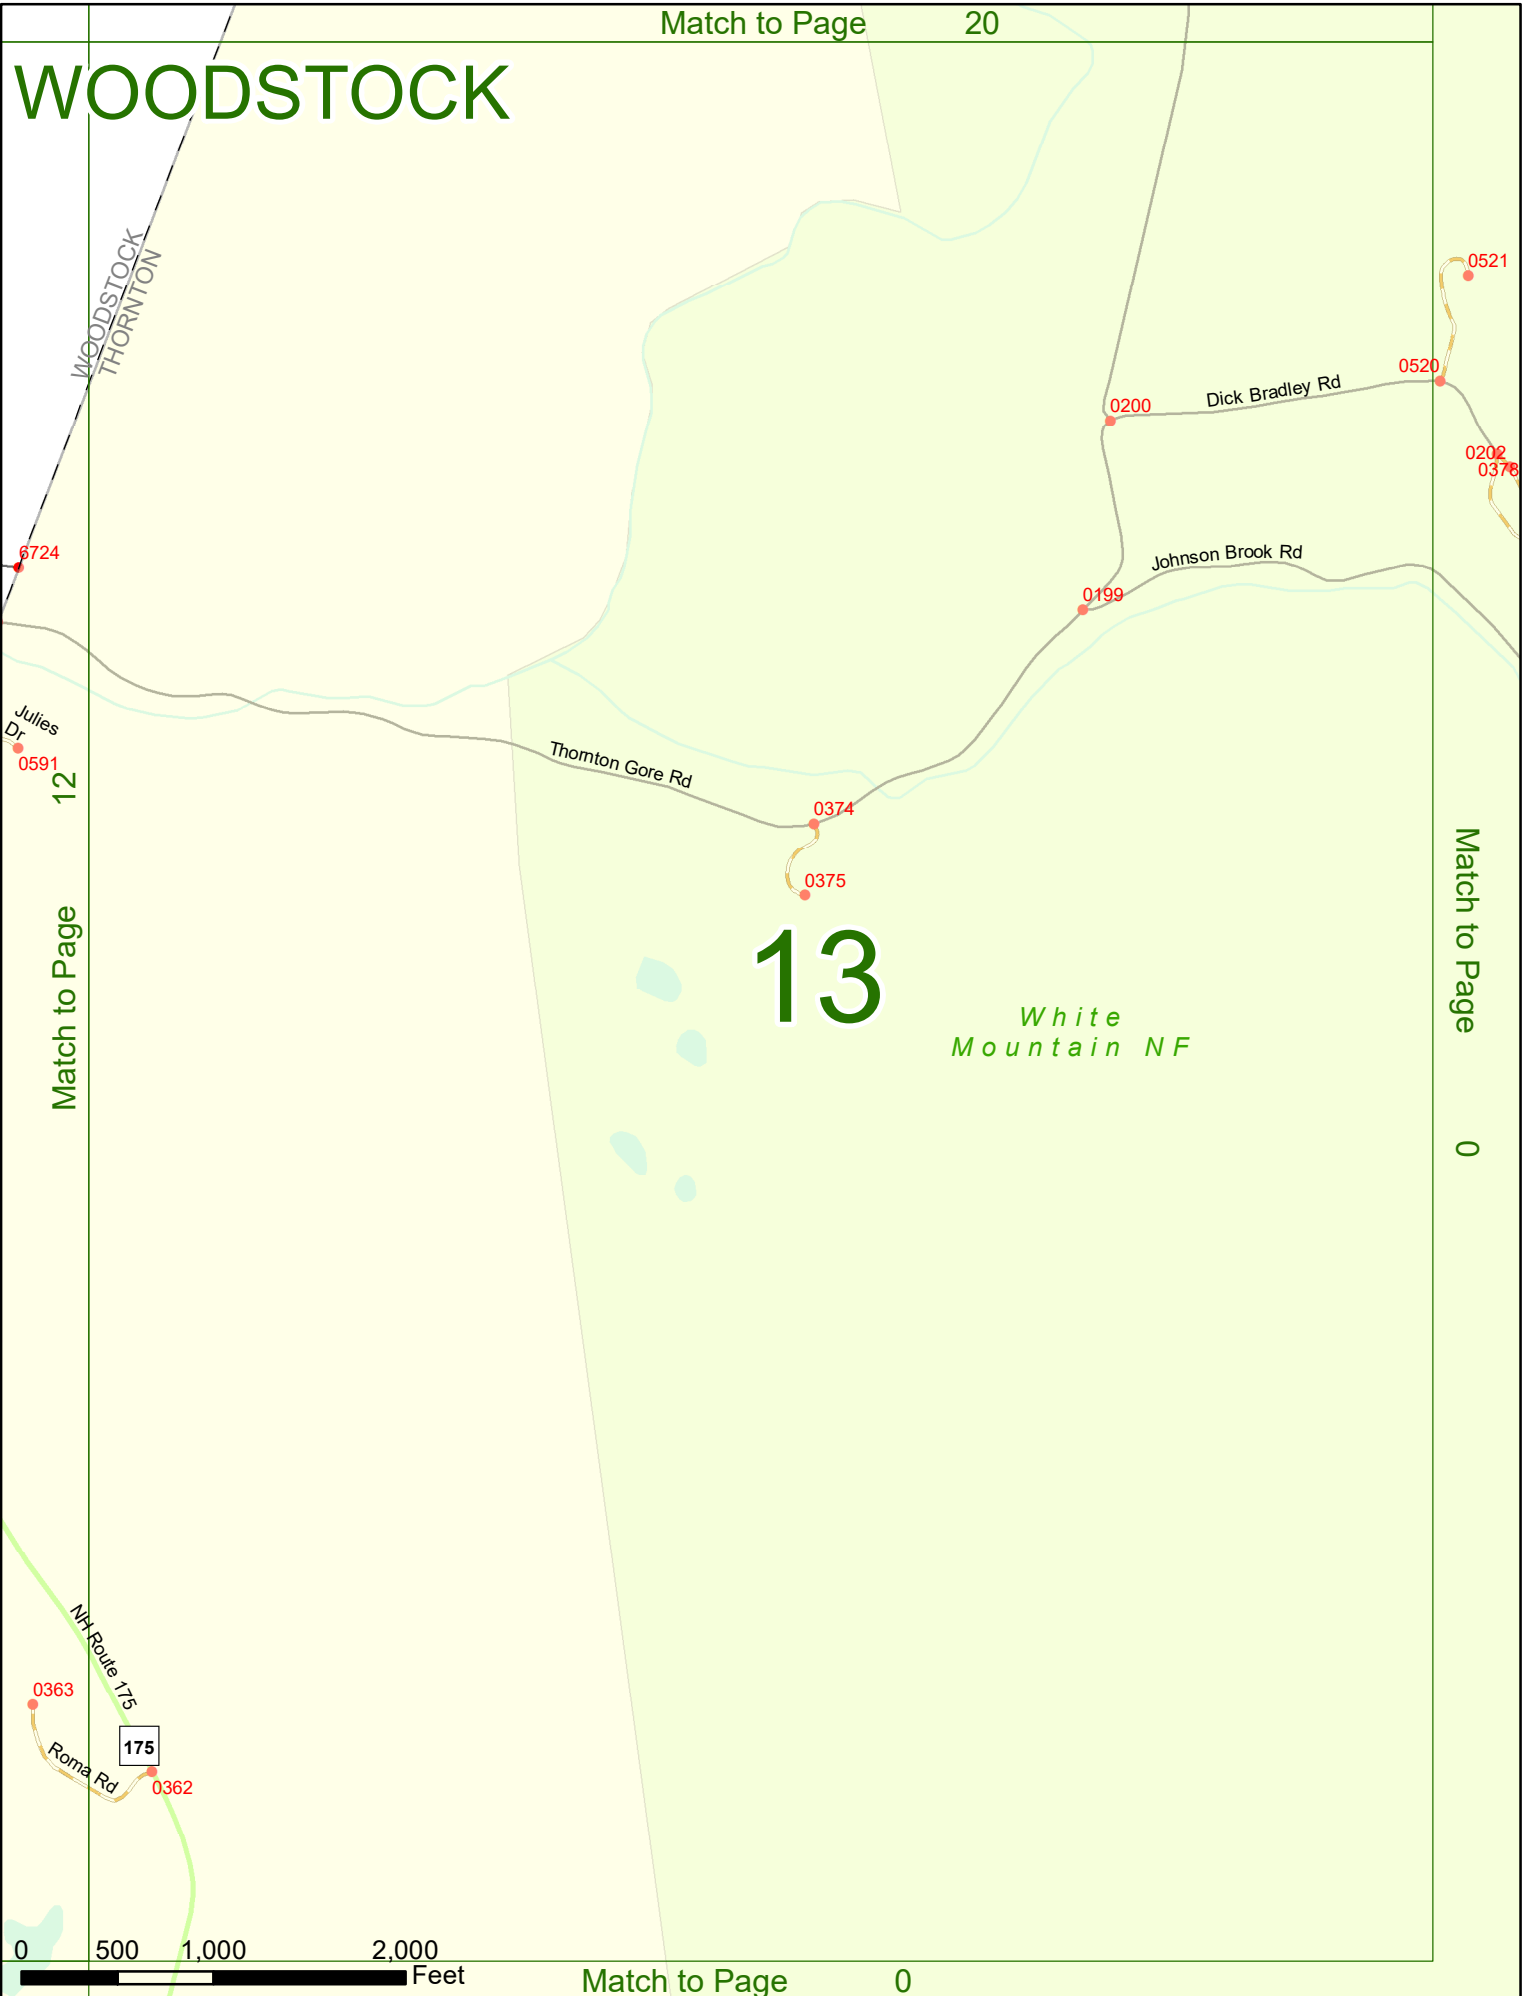 Match to Page 20
WOODSTOCK
WOODSTOCK
THORNTON
0521
0520
Dick Bradley Rd
0200
0202
0378
6724
Johnson Brook Rd
0199
Julies
Dr
0591
Thornton Gore Rd
0374
0375
Match to Page 12
13
Match to Page 0
White
Mountain NF
NH Route 175
0363
175
Roma Rd
0362
0 500 1,000 2,000
Feet
Match to Page 0